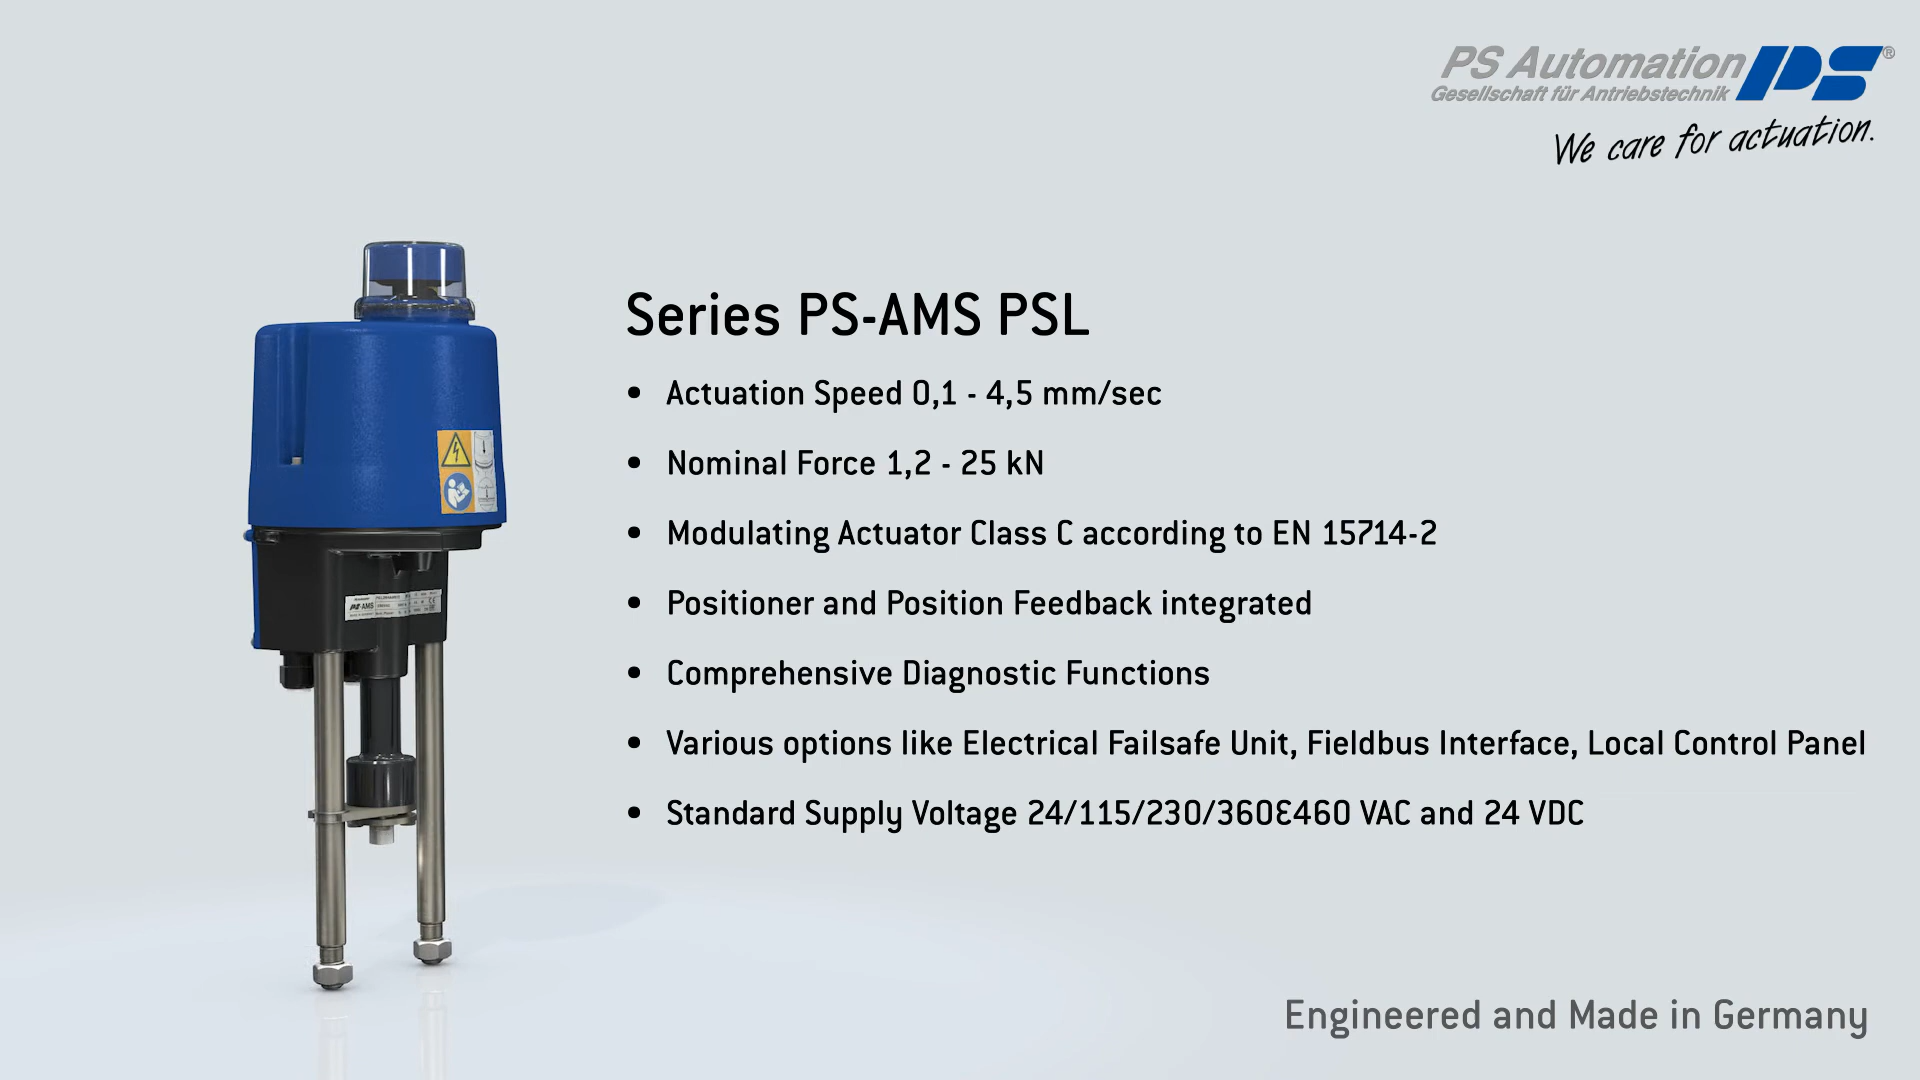 PS Automation PS®
Gesellschaft für Antriebstechnik
We care for actuation.
Series PS-AMS PSL
• Actuation Speed 0,1 - 4,5 mm/sec
• Nominal Force 1,2 - 25 kN
• Modulating Actuator Class C according to EN 15714-2
• Positioner and Position Feedback integrated
• Comprehensive Diagnostic Functions
• Various options like Electrical Failsafe Unit, Fieldbus Interface, Local Control Panel
• Standard Supply Voltage 24/115/230/360&460 VAC and 24 VDC
PS-AMS
Engineered and Made in Germany